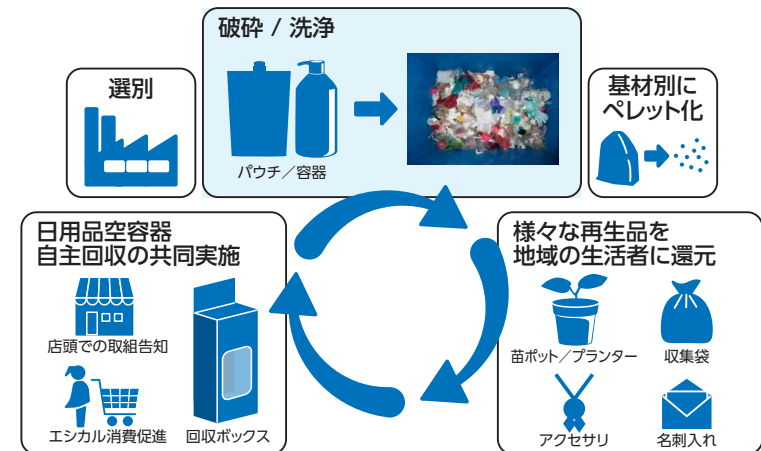 破砕 / 洗浄
パウチ／容器
選別
基材別に
ペレット化
日用品空容器
自主回収の共同実施
店頭での取組告知
エシカル消費促進
回収ボックス
様々な再生品を
地域の生活者に還元
苗ポット／プランター
収集袋
アクセサリ
名刺入れ